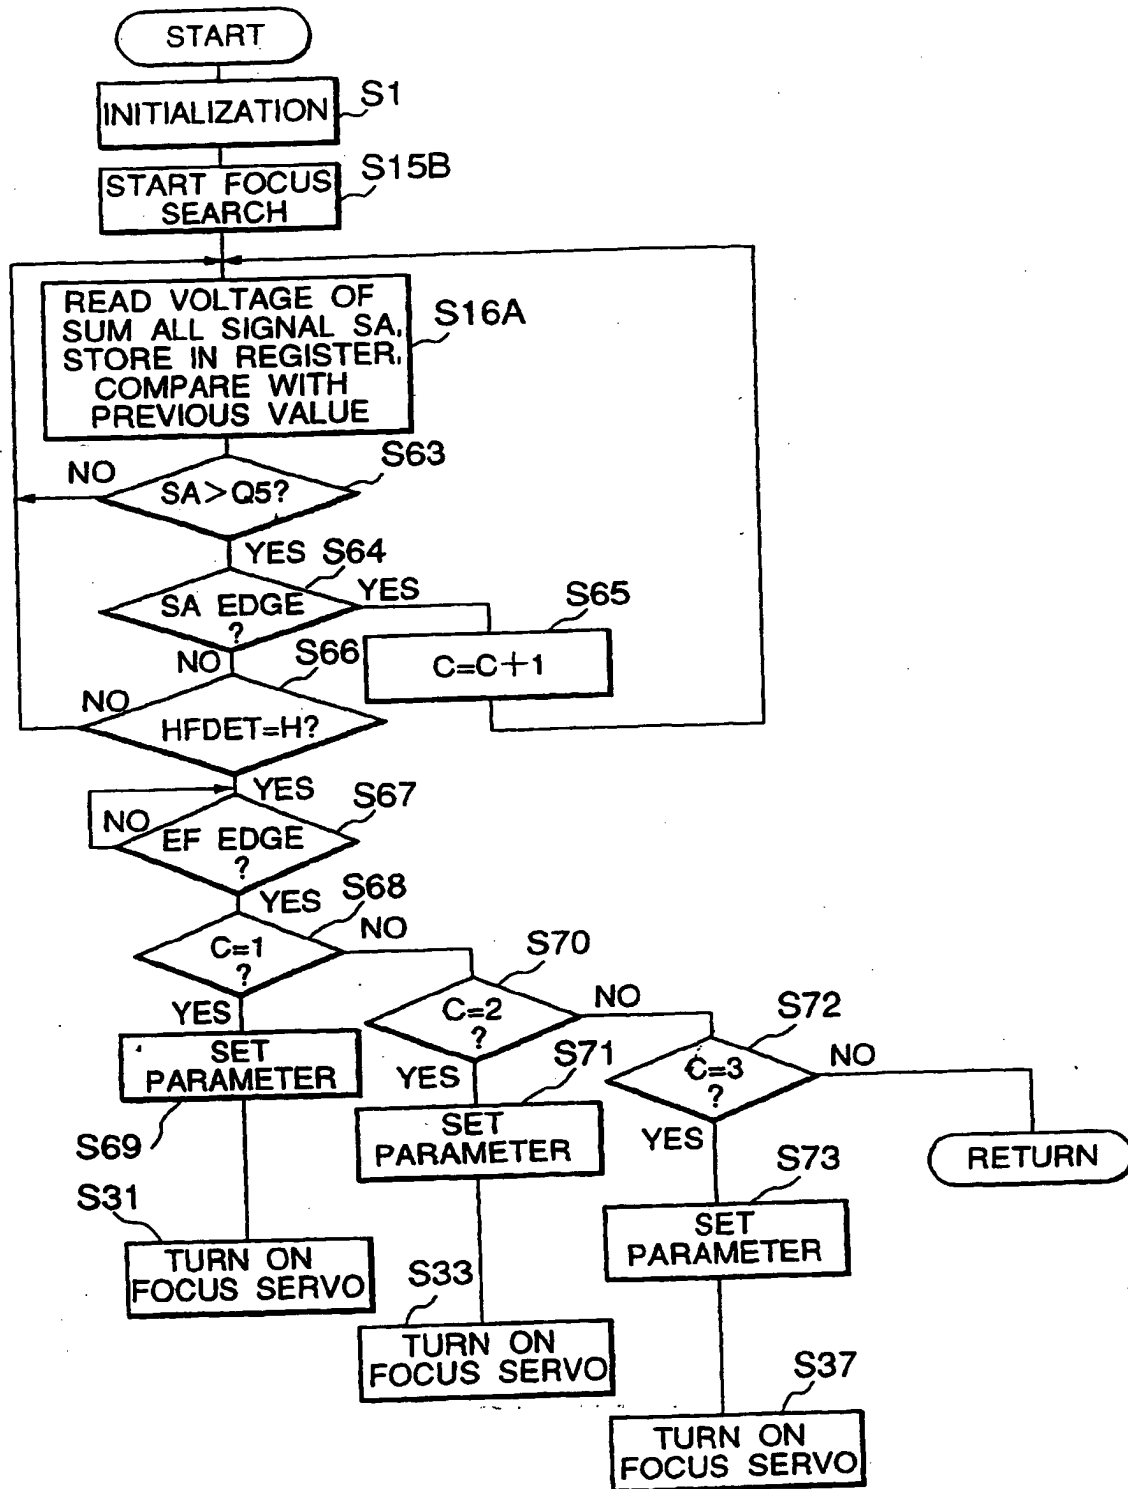 START
INITIALIZATION
S1
START FOCUS
SEARCH
S15B
READ VOLTAGE OF
SUM ALL SIGNAL SA,
STORE IN REGISTER,
COMPARE WITH
PREVIOUS VALUE
S16A
NO
SA>Q5?
S63
YES
SA EDGE
?
S64
YES
S65
C=C+1
NO
S66
NO
HFDET=H?
YES
S67
NO
EF EDGE
?
YES
S68
C=1
?
NO
S70
C=2
?
NO
S72
C=3
?
NO
RETURN
YES
SET
PARAMETER
S69
YES
S71
SET
PARAMETER
YES
S73
SET
PARAMETER
S31
TURN ON
FOCUS SERVO
S33
TURN ON
FOCUS SERVO
S37
TURN ON
FOCUS SERVO